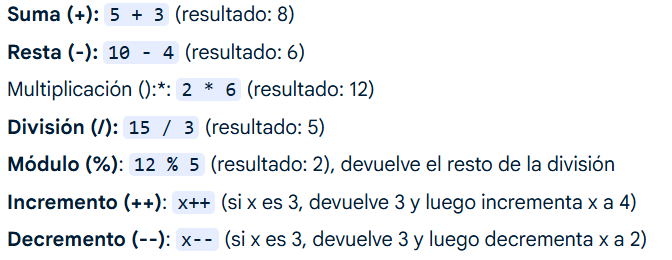 Suma (+): 5 + 3 (resultado: 8)
Resta (-): 10 - 4 (resultado: 6)
Multiplicación ():*: 2 * 6 (resultado: 12)
División (/): 15 / 3 (resultado: 5)
Módulo (%): 12 % 5 (resultado: 2), devuelve el resto de la división
Incremento (++): x++ (si x es 3, devuelve 3 y luego incrementa x a 4)
Decremento (--): x-- (si x es 3, devuelve 3 y luego decrementa x a 2)